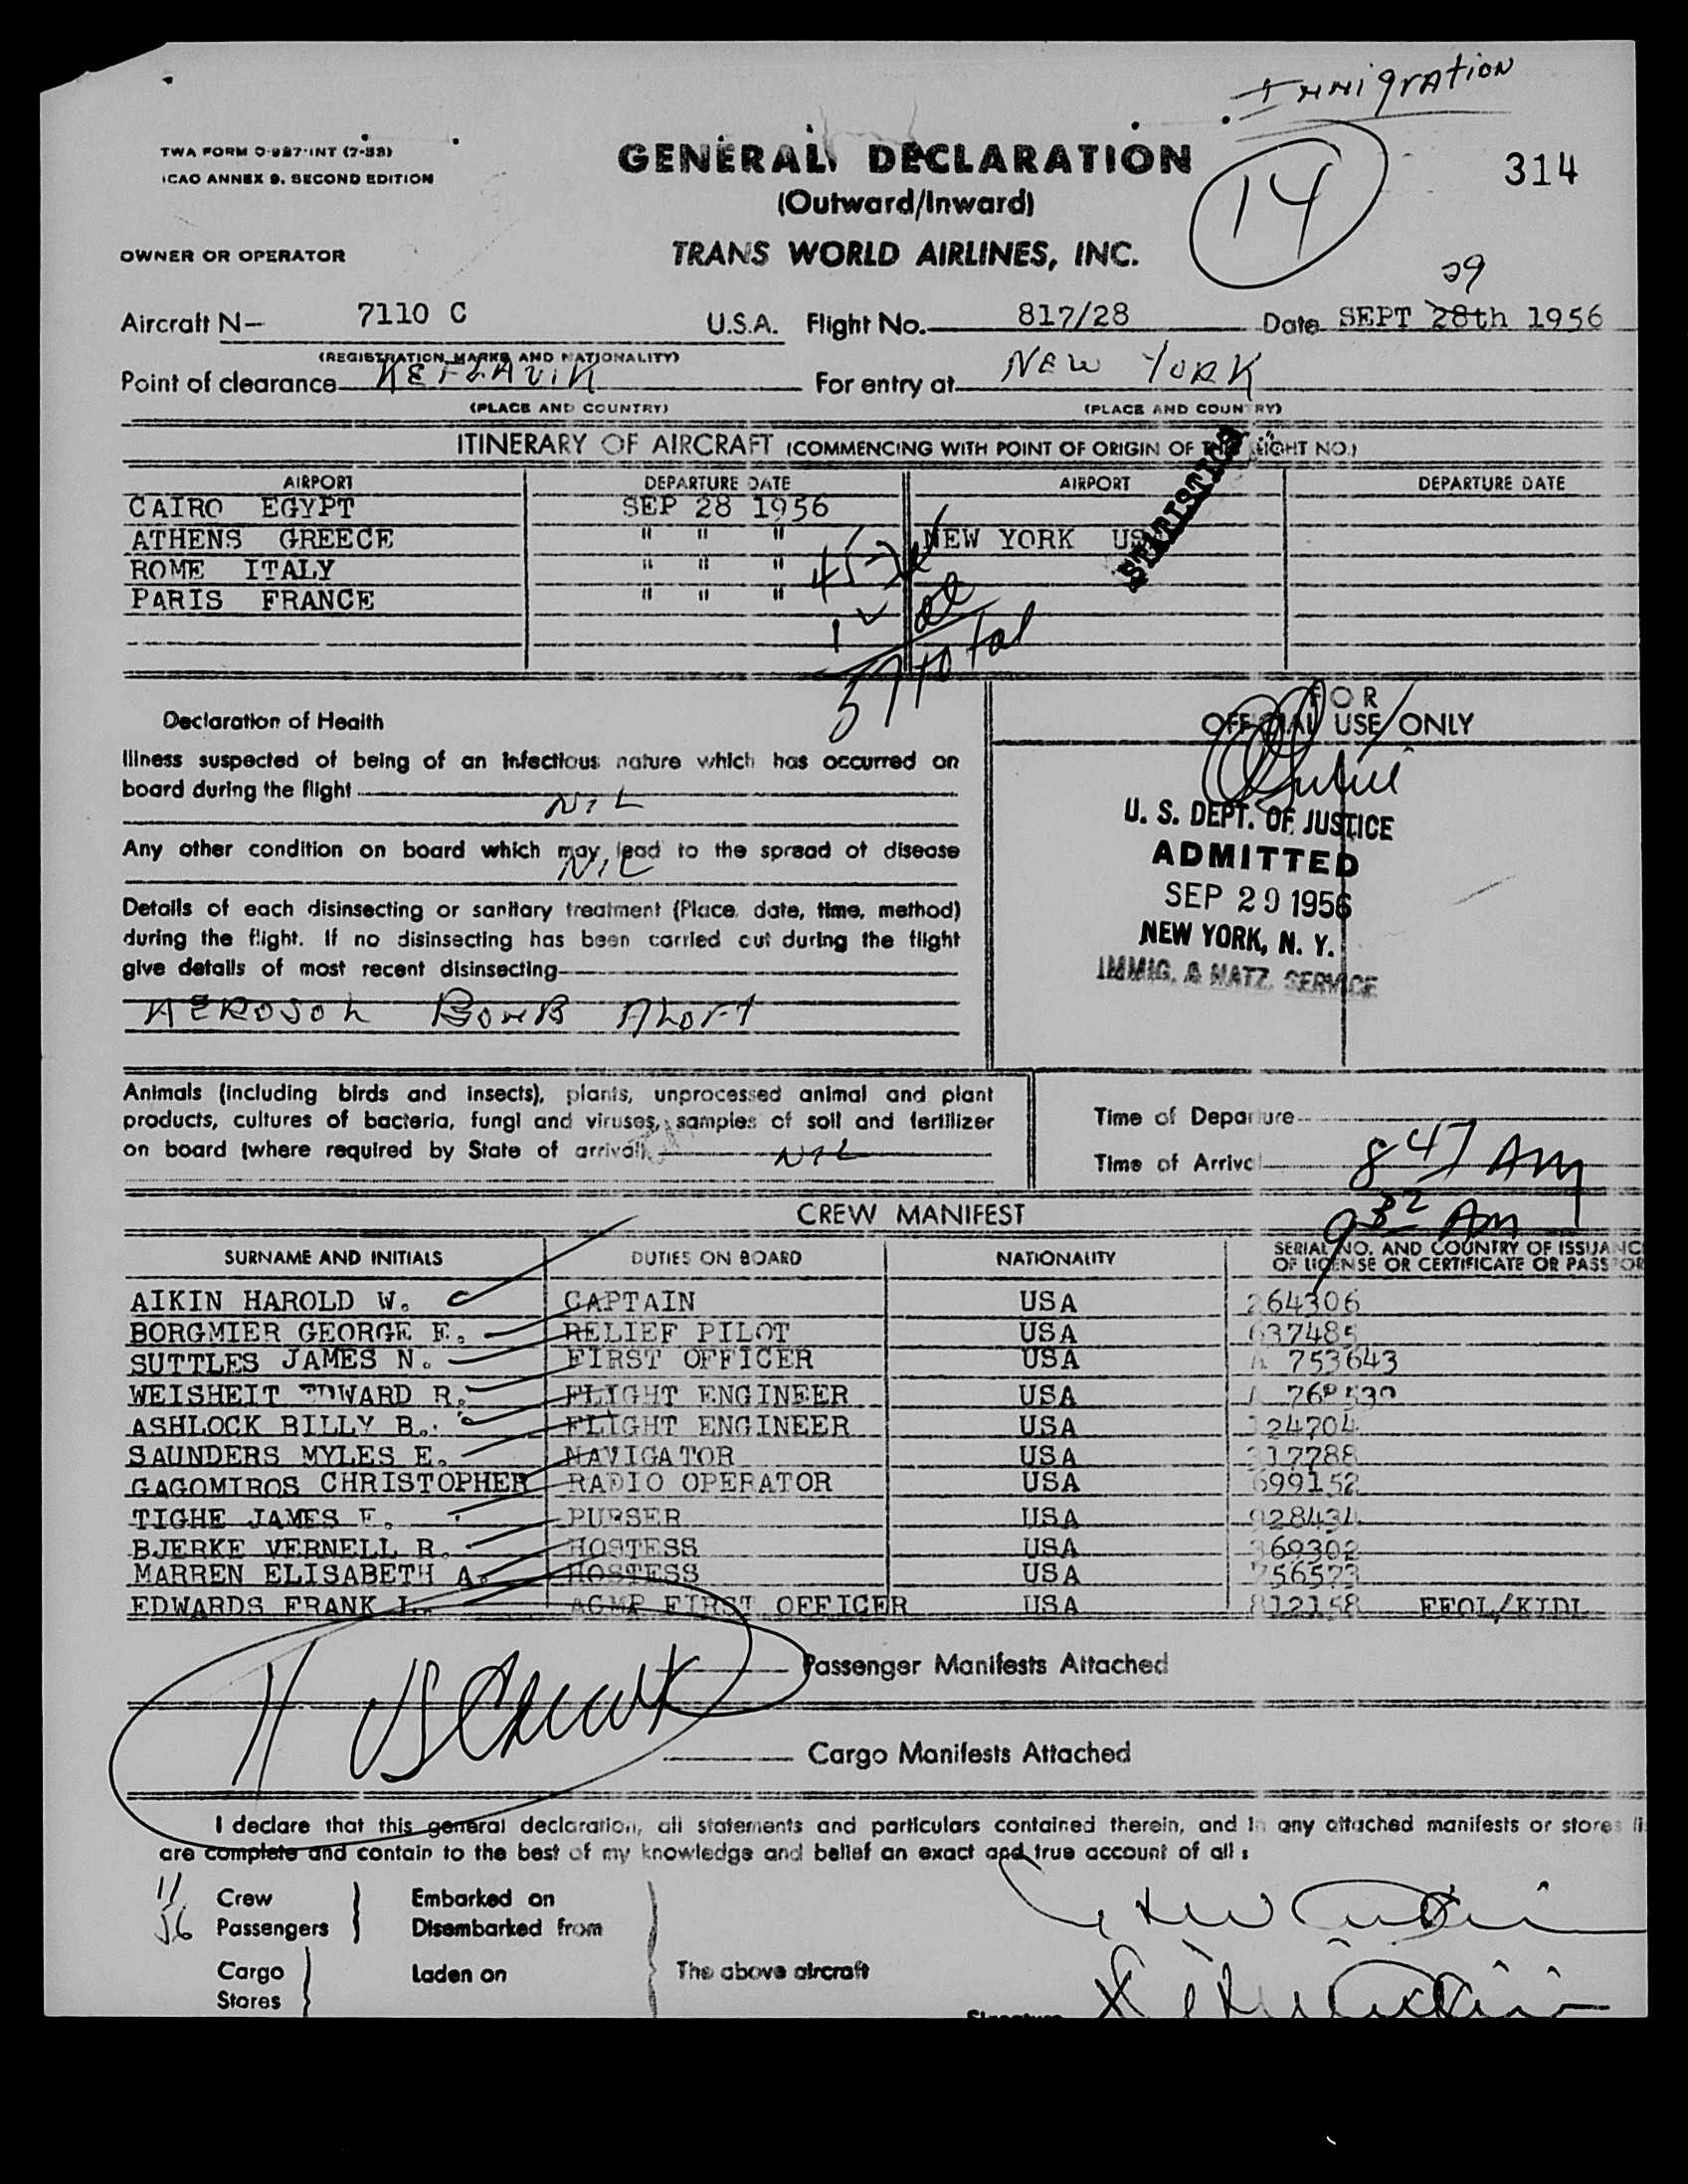 Immigration
TWA FORM O-987-INT (7-53)
ICAO ANNEX 9, SECOND EDITION
GENERAL DECLARATION
(Outward/Inward)
14
314
OWNER OR OPERATOR
TRANS WORLD AIRLINES, INC.
29
Aircraft N— 7110 C U.S.A. Flight No. 817/28 Date SEPT 28th 1956
(REGISTRATION MARKS AND NATIONALITY)
Point of clearance KEFLAVIK For entry at NEW YORK
(PLACE AND COUNTRY) (PLACE AND COUNTRY)
ITINERARY OF AIRCRAFT (COMMENCING WITH POINT OF ORIGIN OF THE FLIGHT NO.)
AIRPORT DEPARTURE DATE AIRPORT DEPARTURE DATE
CAIRO EGYPT SEP 28 1956
ATHENS GREECE " " " NEW YORK US
ROME ITALY " " "
PARIS FRANCE " " "
STATISTICS
total
Declaration of Health
FOR
OFFICIAL USE ONLY
Illness suspected of being of an infectious nature which has occurred on
board during the flight NIL
Any other condition on board which may lead to the spread of disease
NIL
Details of each disinsecting or sanitary treatment (Place, date, time, method)
during the flight. If no disinsecting has been carried out during the flight
give details of most recent disinsecting
AEROSOL BOMB ALOFT
U. S. DEPT. OF JUSTICE
ADMITTED
SEP 29 1956
NEW YORK, N. Y.
IMMIG. & NATZ. SERVICE
Animals (including birds and insects), plants, unprocessed animal and plant
products, cultures of bacteria, fungi and viruses, samples of soil and fertilizer
on board (where required by State of arrival) NIL
Time of Departure
Time of Arrival 8 47 AM
9 32 AM
CREW MANIFEST
SURNAME AND INITIALS DUTIES ON BOARD NATIONALITY SERIAL NO. AND COUNTRY OF ISSUANC
OF LICENSE OR CERTIFICATE OR PASSPOR
AIKIN HAROLD W. CAPTAIN USA 264306
BORGMIER GEORGE F. RELIEF PILOT USA 637485
SUTTLES JAMES N. FIRST OFFICER USA 753643
WEISHEIT EDWARD R. FLIGHT ENGINEER USA
ASHLOCK BILLY B. FLIGHT ENGINEER USA 124704
SAUNDERS MYLES E. NAVIGATOR USA 317788
GAGOMIROS CHRISTOPHER RADIO OPERATOR USA 699152
TIGHE JAMES F. PURSER USA 928434
BJERKE VERNELL R. HOSTESS USA 369302
MARREN ELISABETH A. HOSTESS USA 756573
EDWARDS FRANK L. ACMR FIRST OFFICER USA 812158
11 US
Passenger Manifests Attached
Cargo Manifests Attached
I declare that this general declaration, all statements and particulars contained therein, and in any attached manifests or stores li
are complete and contain to the best of my knowledge and belief an exact and true account of all :
11 Crew Embarked on
56 Passengers Disembarked from
Cargo Laden on The above aircraft
Stores
Signature